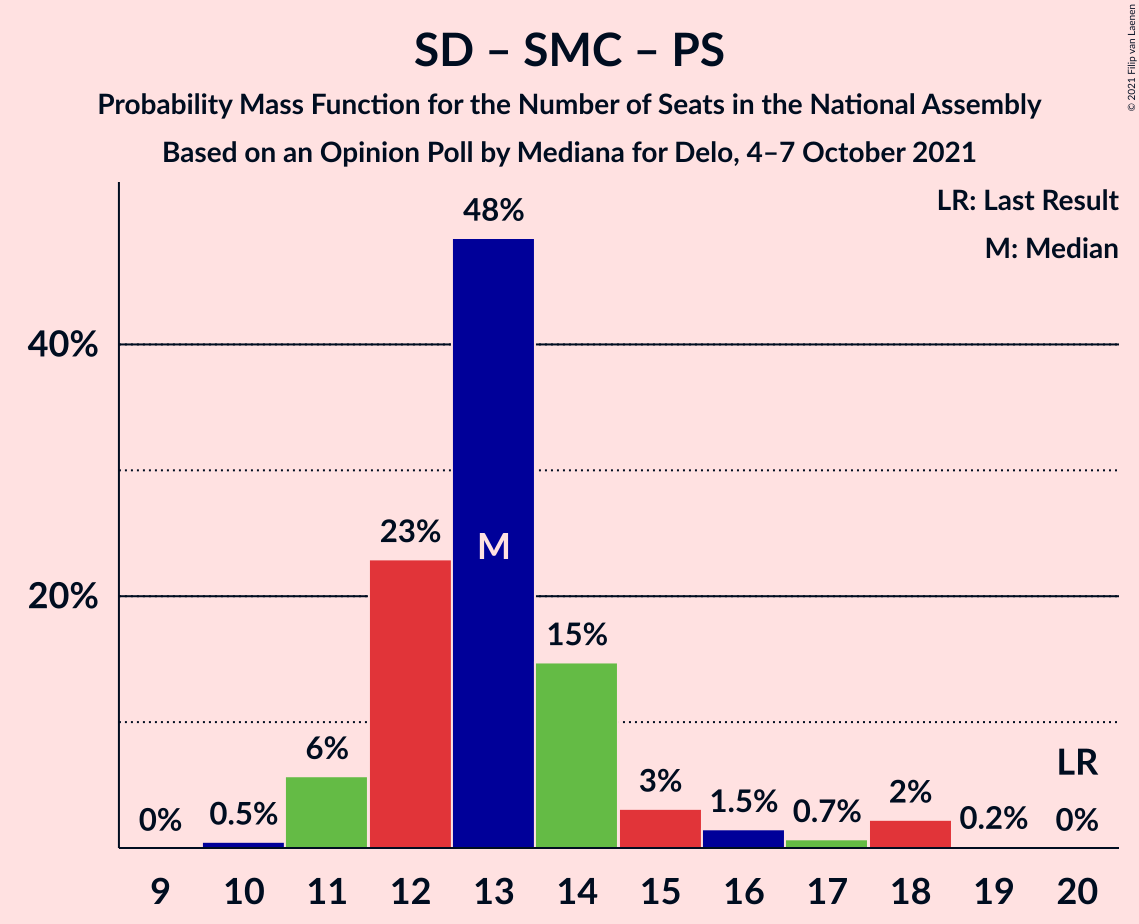 SD – SMC – PS
Probability Mass Function for the Number of Seats in the National Assembly
Based on an Opinion Poll by Mediana for Delo, 4–7 October 2021
© 2021 Filip van Laenen
LR: Last Result
M: Median
48%
40%
23%
M
20%
15%
6%
LR
3%
2%
1.5%
0.7%
0.5%
0.2%
0%
0%
9 10 11 12 13 14 15 16 17 18 19 20